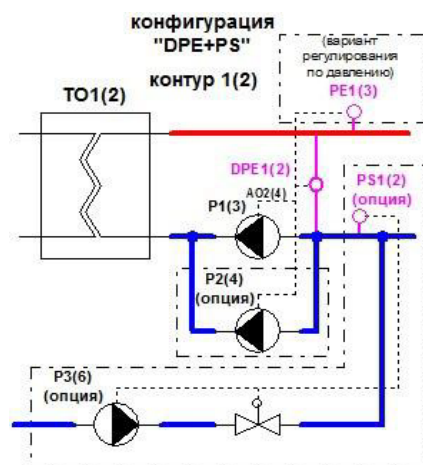 конфигурация
"DPE+PS"
контур 1(2)
(вариант
регулирования
по давлению)
PE1(3)
TO1(2)
DPE1(2)
PS1(2)
(опция)
AO2(4)
P1(3)
P2(4)
(опция)
P3(6)
(опция)